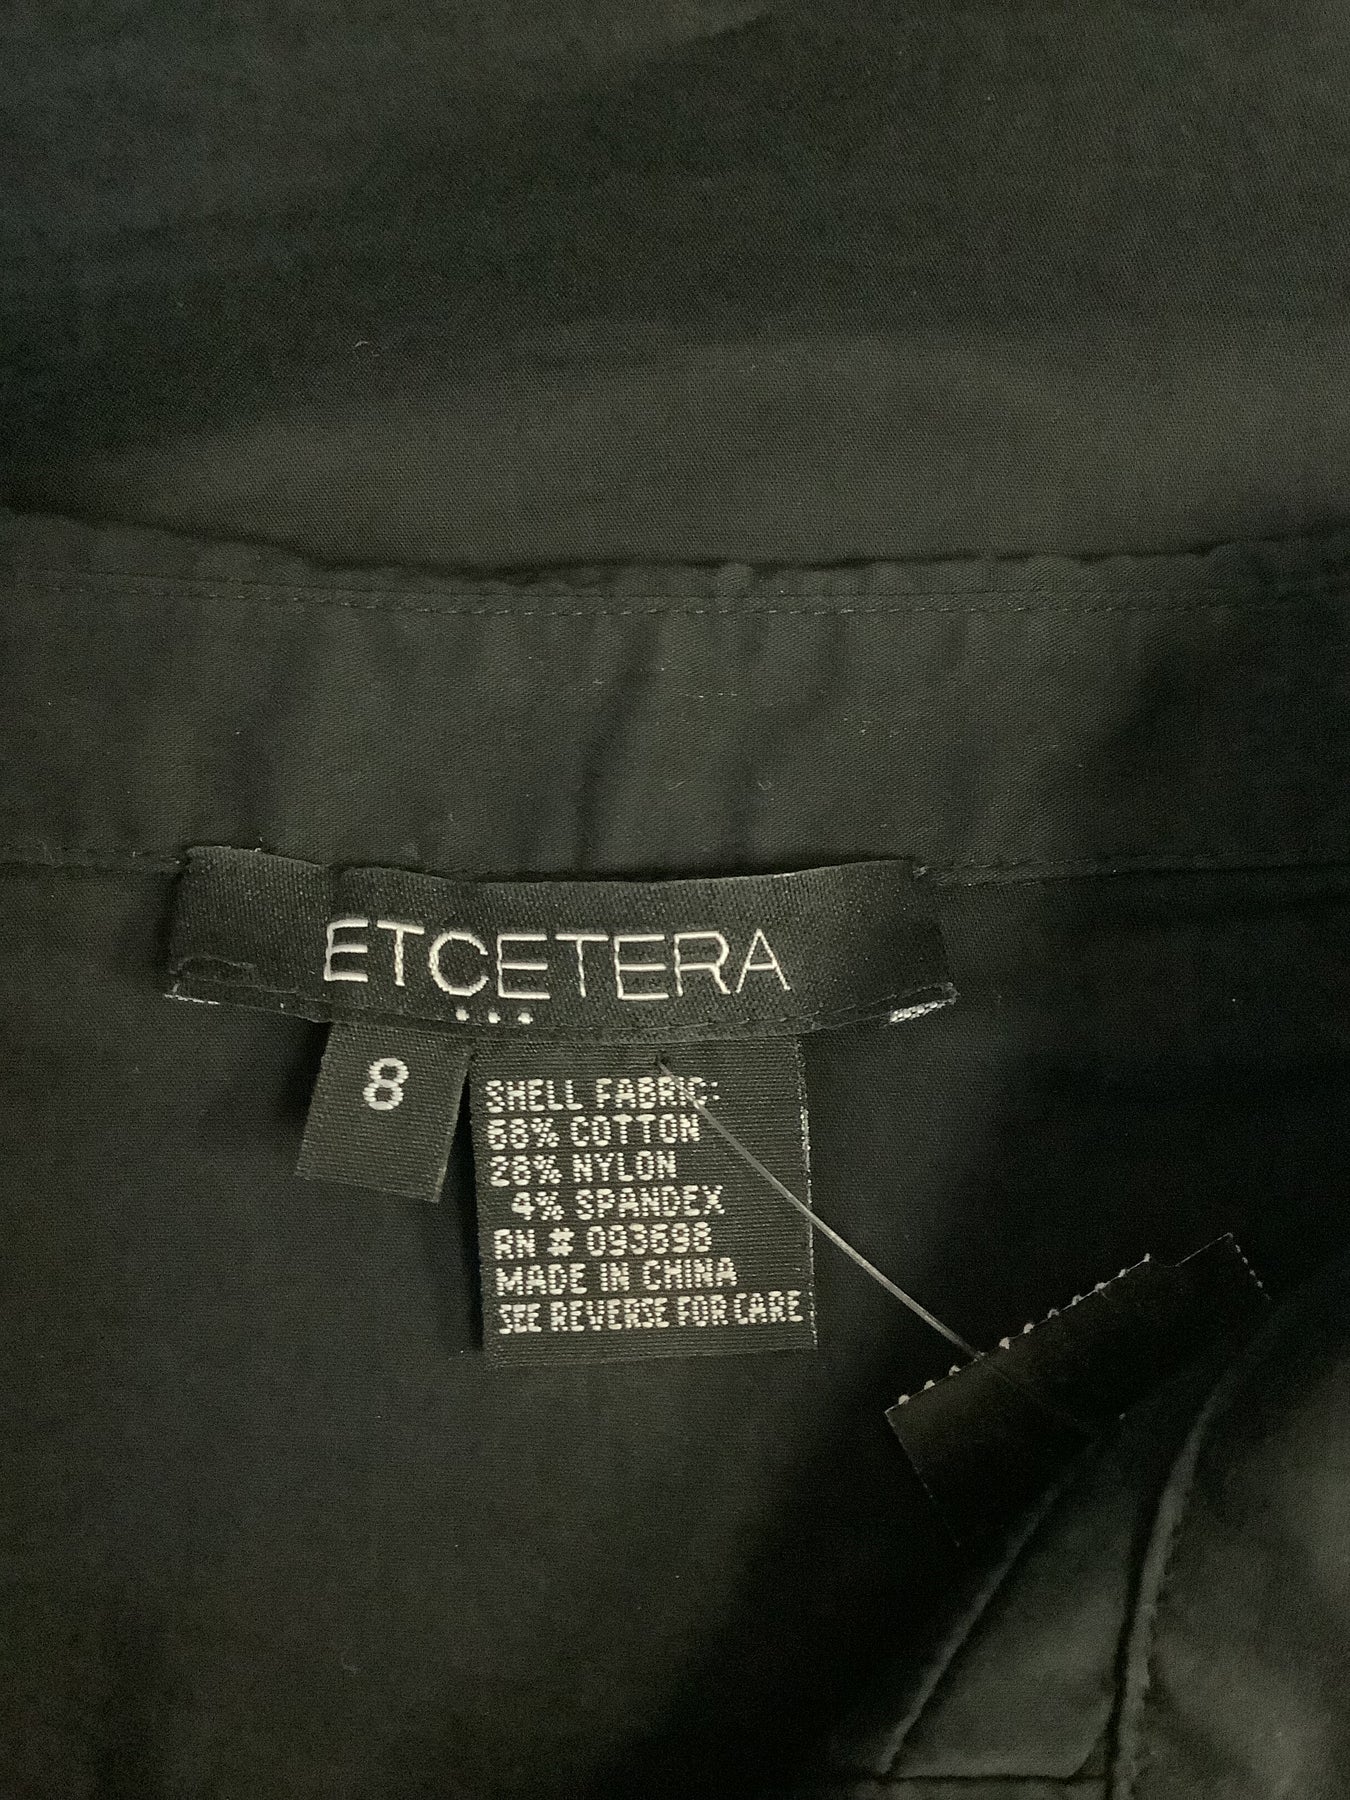 ETCETERA
...
8
SHELL FABRIC:
68% COTTON
28% NYLON
4% SPANDEX
RN # 093698
MADE IN CHINA
SEE REVERSE FOR CARE